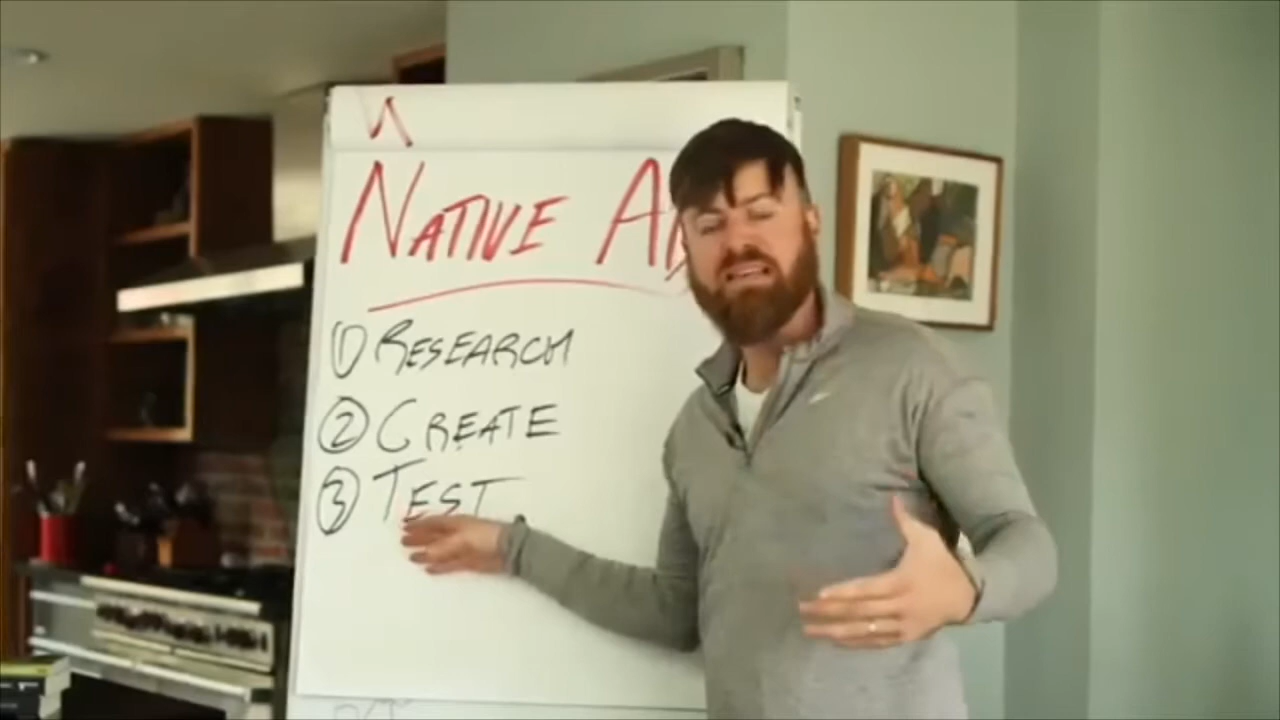 NATIVE AD
① RESEARCH
② CREATE
③ TEST